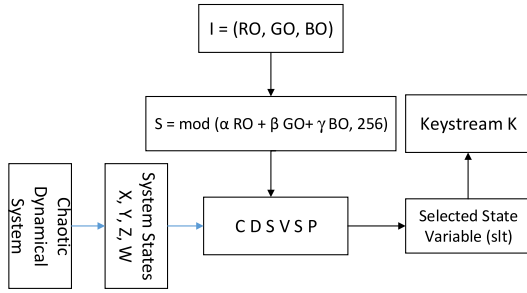 I = (RO, GO, BO)
S = mod (α RO + β GO+ γ BO, 256)
Keystream K
Chaotic
Dynamical
System
System States
X, Y, Z, W
C D S V S P
Selected State
Variable (slt)